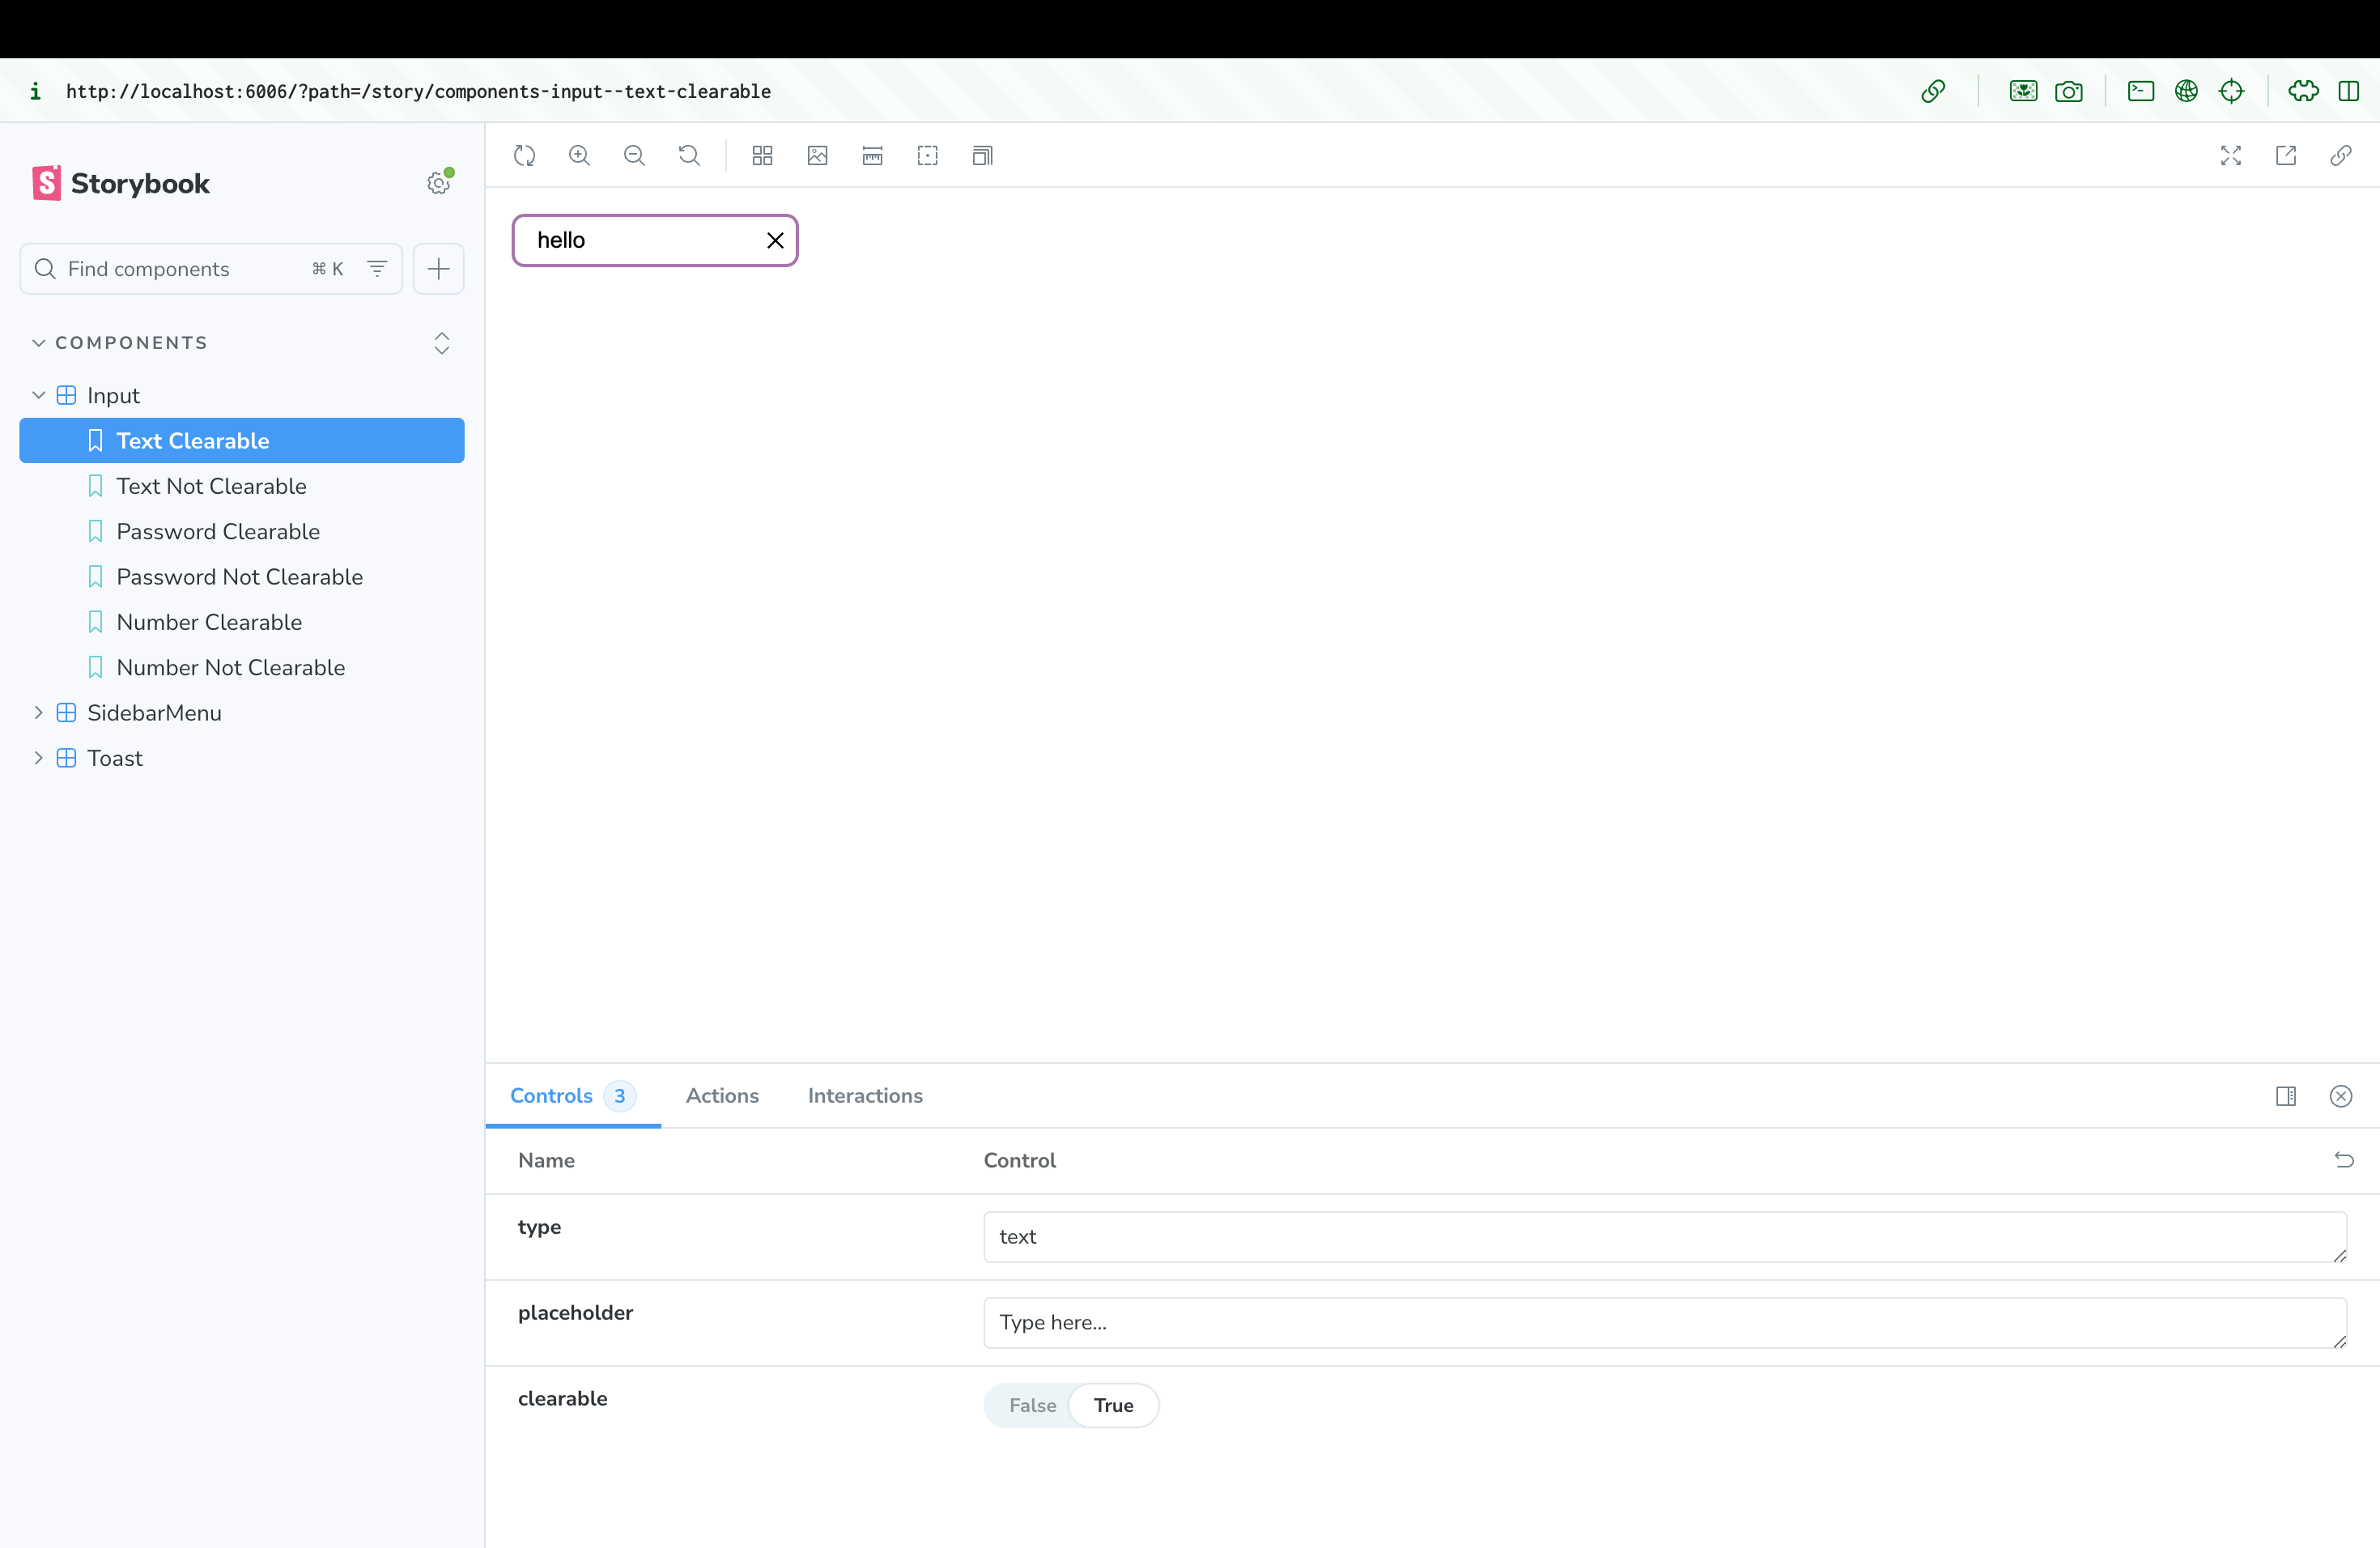 i http://localhost:6006/?path=/story/components-input--text-clearable
Storybook
Find components ⌘ K
COMPONENTS
Input
Text Clearable
Text Not Clearable
Password Clearable
Password Not Clearable
Number Clearable
Number Not Clearable
SidebarMenu
Toast
hello
Controls 3 Actions Interactions
Name Control
type text
placeholder Type here...
clearable False True